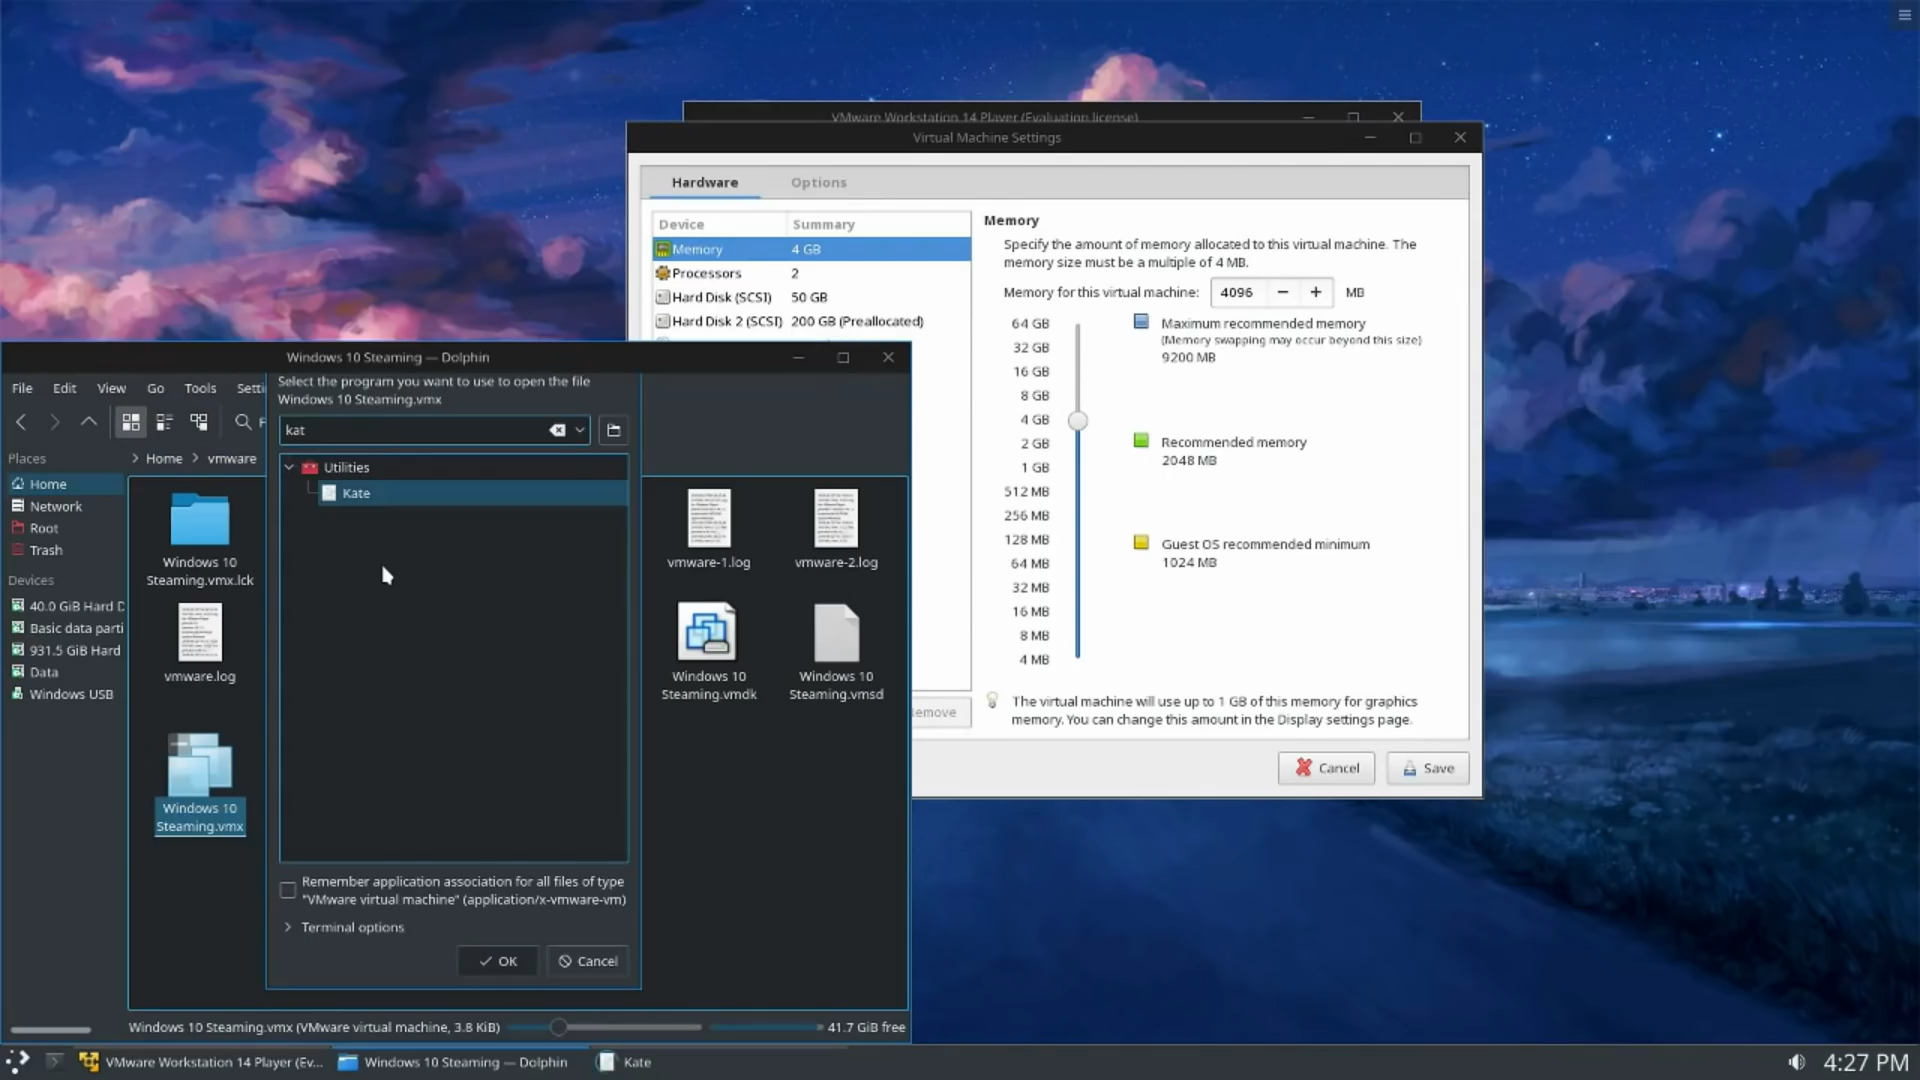 VMware Workstation 14 Player (Evaluation license)
Virtual Machine Settings
Hardware
Options
Device
Summary
Memory
4 GB
Processors
2
Hard Disk (SCSI)
50 GB
Hard Disk 2 (SCSI)
200 GB (Preallocated)
Memory
Specify the amount of memory allocated to this virtual machine. The
memory size must be a multiple of 4 MB.
Memory for this virtual machine:
4096
MB
64 GB
32 GB
16 GB
8 GB
4 GB
2 GB
1 GB
512 MB
256 MB
128 MB
64 MB
32 MB
16 MB
8 MB
4 MB
Maximum recommended memory
(Memory swapping may occur beyond this size)
9200 MB
Recommended memory
2048 MB
Guest OS recommended minimum
1024 MB
The virtual machine will use up to 1 GB of this memory for graphics
memory. You can change this amount in the Display settings page.
emove
Cancel
Save
Windows 10 Steaming — Dolphin
File
Edit
View
Go
Tools
Setti
F
Places
Home
vmware
Home
Network
Root
Trash
Devices
40.0 GiB Hard D
Basic data parti
931.5 GiB Hard
Data
Windows USB
Windows 10
Steaming.vmx.lck
vmware.log
Windows 10
Steaming.vmx
Select the program you want to use to open the file
Windows 10 Steaming.vmx
kat
Utilities
Kate
Remember application association for all files of type
"VMware virtual machine" (application/x-vmware-vm)
Terminal options
OK
Cancel
vmware-1.log
vmware-2.log
Windows 10
Steaming.vmdk
Windows 10
Steaming.vmsd
Windows 10 Steaming.vmx (VMware virtual machine, 3.8 KiB)
41.7 GiB free
VMware Workstation 14 Player (Ev...
Windows 10 Steaming — Dolphin
Kate
4:27 PM